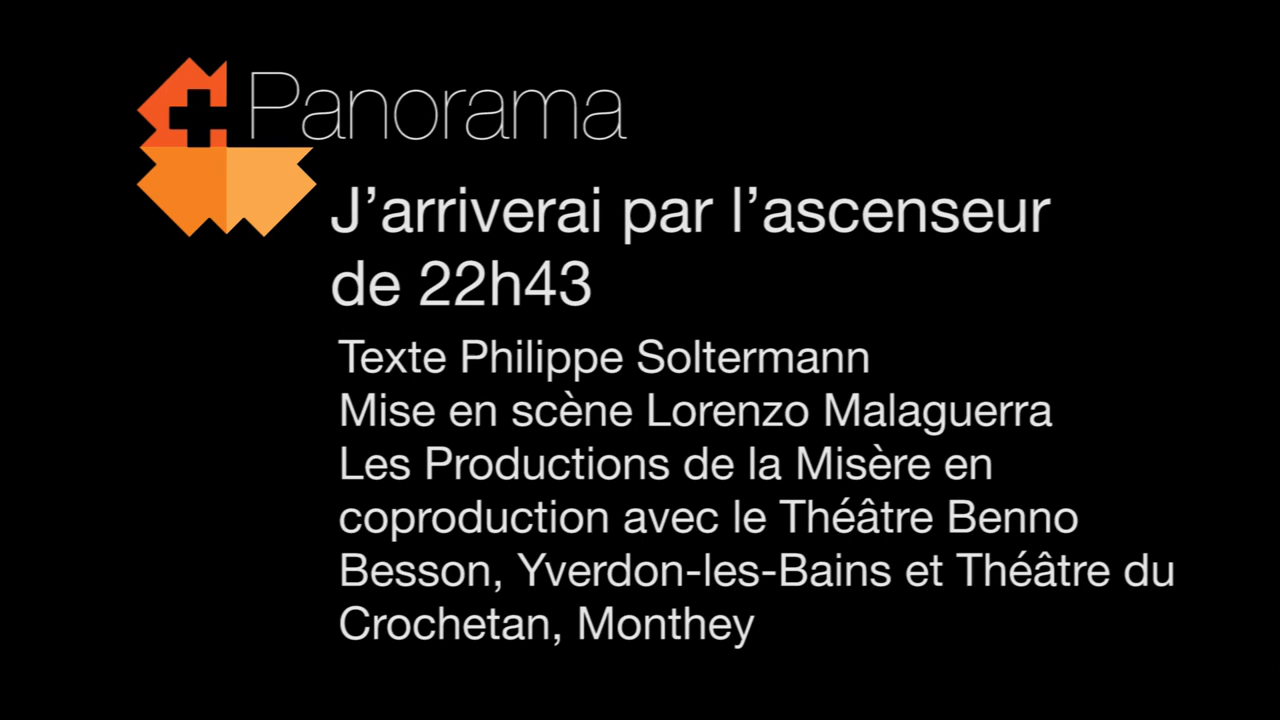 Panorama
J’arriverai par l’ascenseur
de 22h43
Texte Philippe Soltermann
Mise en scène Lorenzo Malaguerra
Les Productions de la Misère en
coproduction avec le Théâtre Benno
Besson, Yverdon-les-Bains et Théâtre du
Crochetan, Monthey